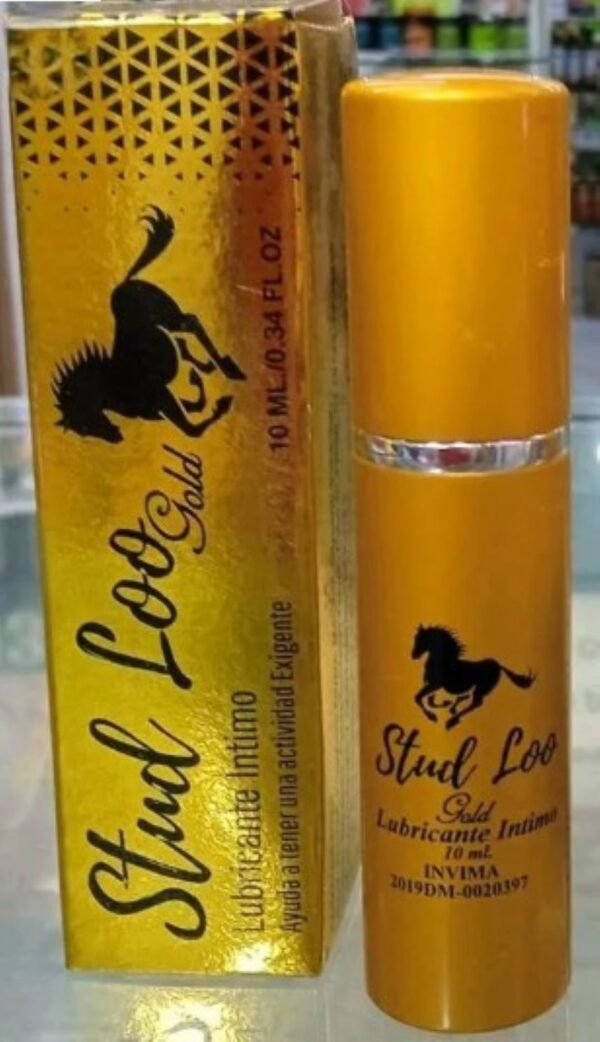 Stud Loo
Gold
Lubricante Intimo
Ayuda a tener una actividad Exigente
10 ML./0.34 FL.OZ
Stud Loo
Gold
Lubricante Intimo
10 mL
INVIMA
2019DM-0020397